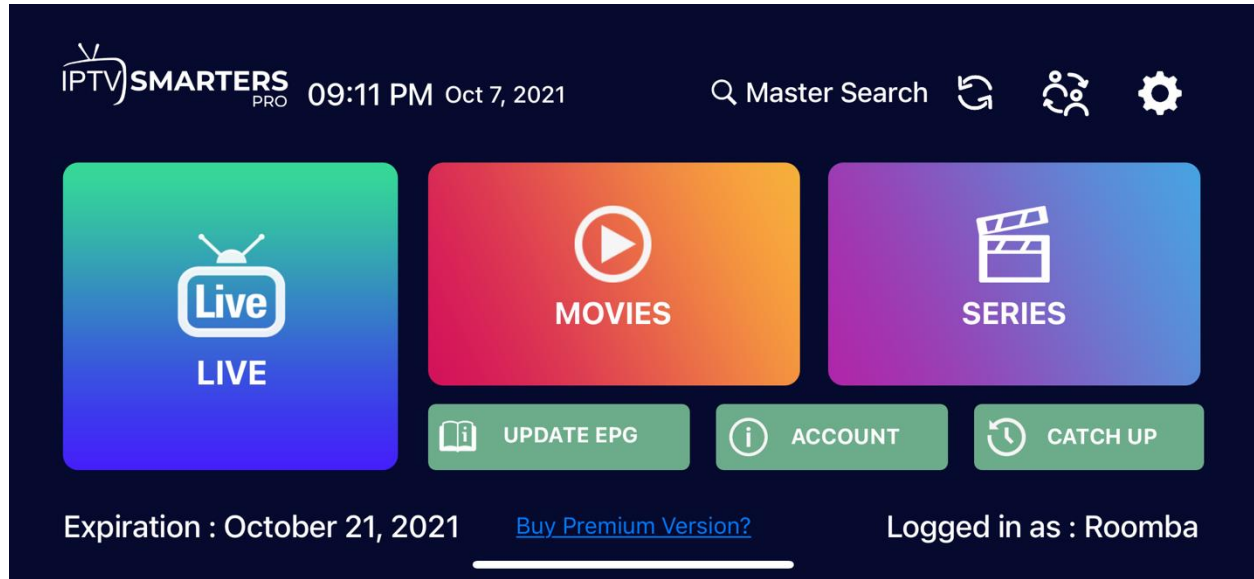 IPTV SMARTERS
PRO
09:11 PM Oct 7, 2021
Master Search
Live
LIVE
MOVIES
SERIES
UPDATE EPG
ACCOUNT
CATCH UP
Expiration : October 21, 2021
Buy Premium Version?
Logged in as : Roomba